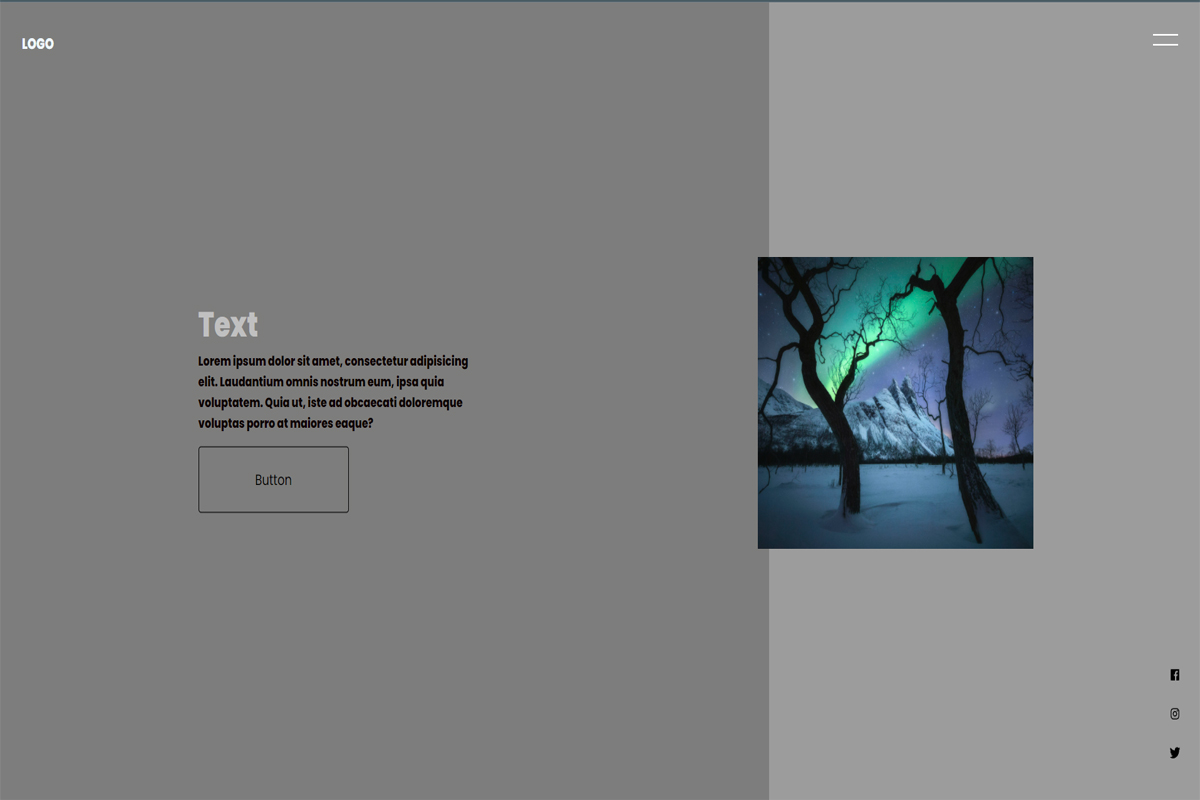 LOGO
Text
Lorem ipsum dolor sit amet, consectetur adipisicing
elit. Laudantium omnis nostrum eum, ipsa quia
voluptatem. Quia ut, iste ad obcaecati doloremque
voluptas porro at maiores eaque?
Button